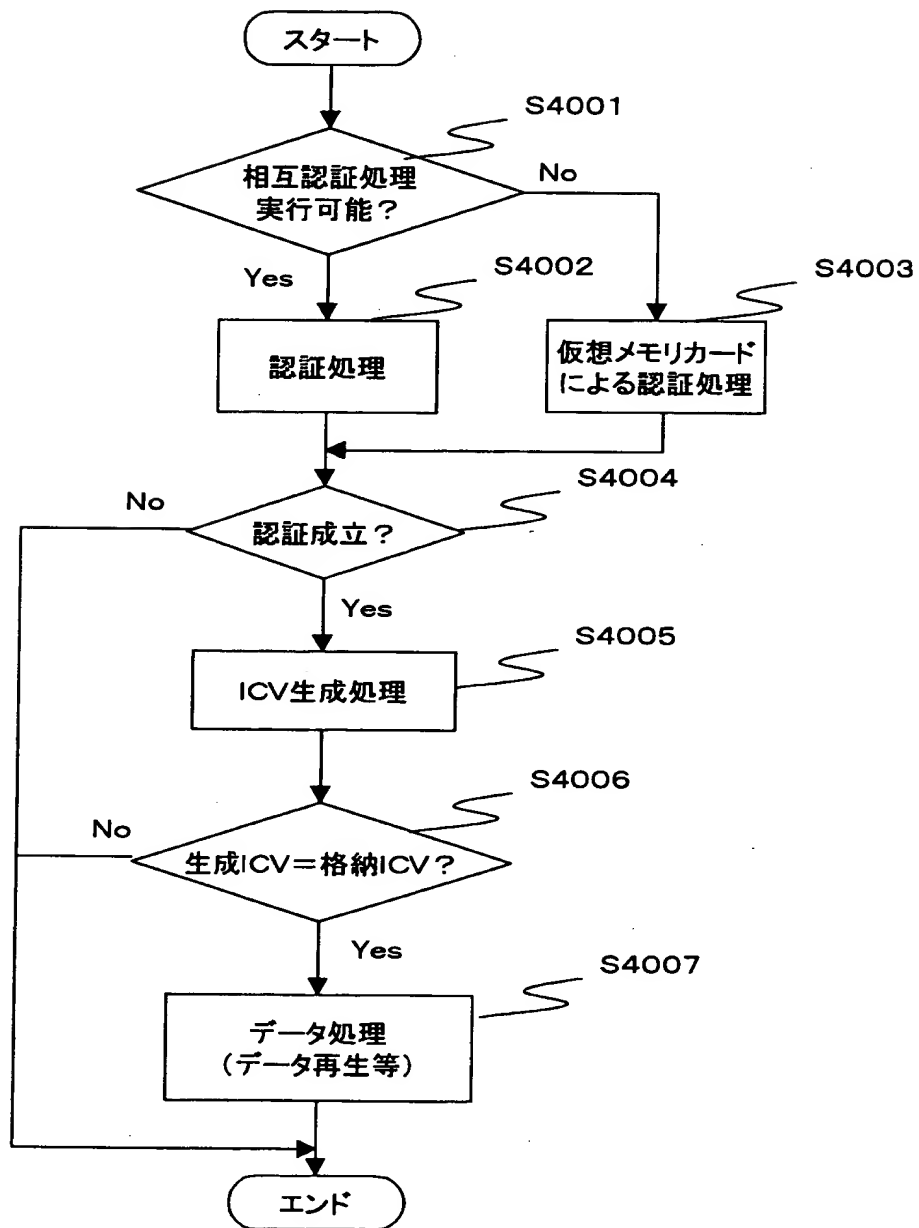 スタート
S4001
相互認証処理
実行可能?
No
Yes
S4002
S4003
認証処理
仮想メモリカード
による認証処理
S4004
No
認証成立?
Yes
S4005
ICV生成処理
S4006
No
生成ICV=格納ICV?
Yes
S4007
データ処理
(データ再生等)
エンド